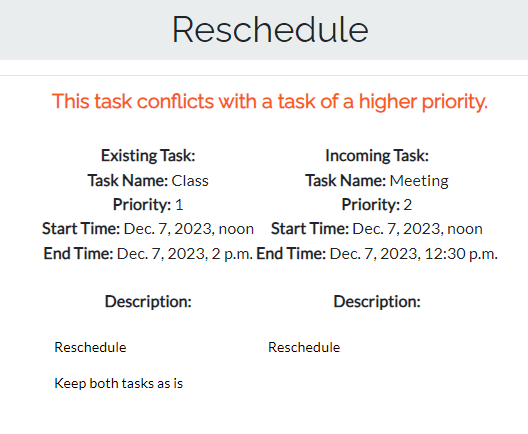 Reschedule
This task conflicts with a task of a higher priority.
Existing Task: Incoming Task:
Task Name: Class Task Name: Meeting
Priority: 1 Priority: 2
Start Time: Dec. 7, 2023, noon Start Time: Dec. 7, 2023, noon
End Time: Dec. 7, 2023, 2 p.m. End Time: Dec. 7, 2023, 12:30 p.m.
Description: Description:
Reschedule Reschedule
Keep both tasks as is